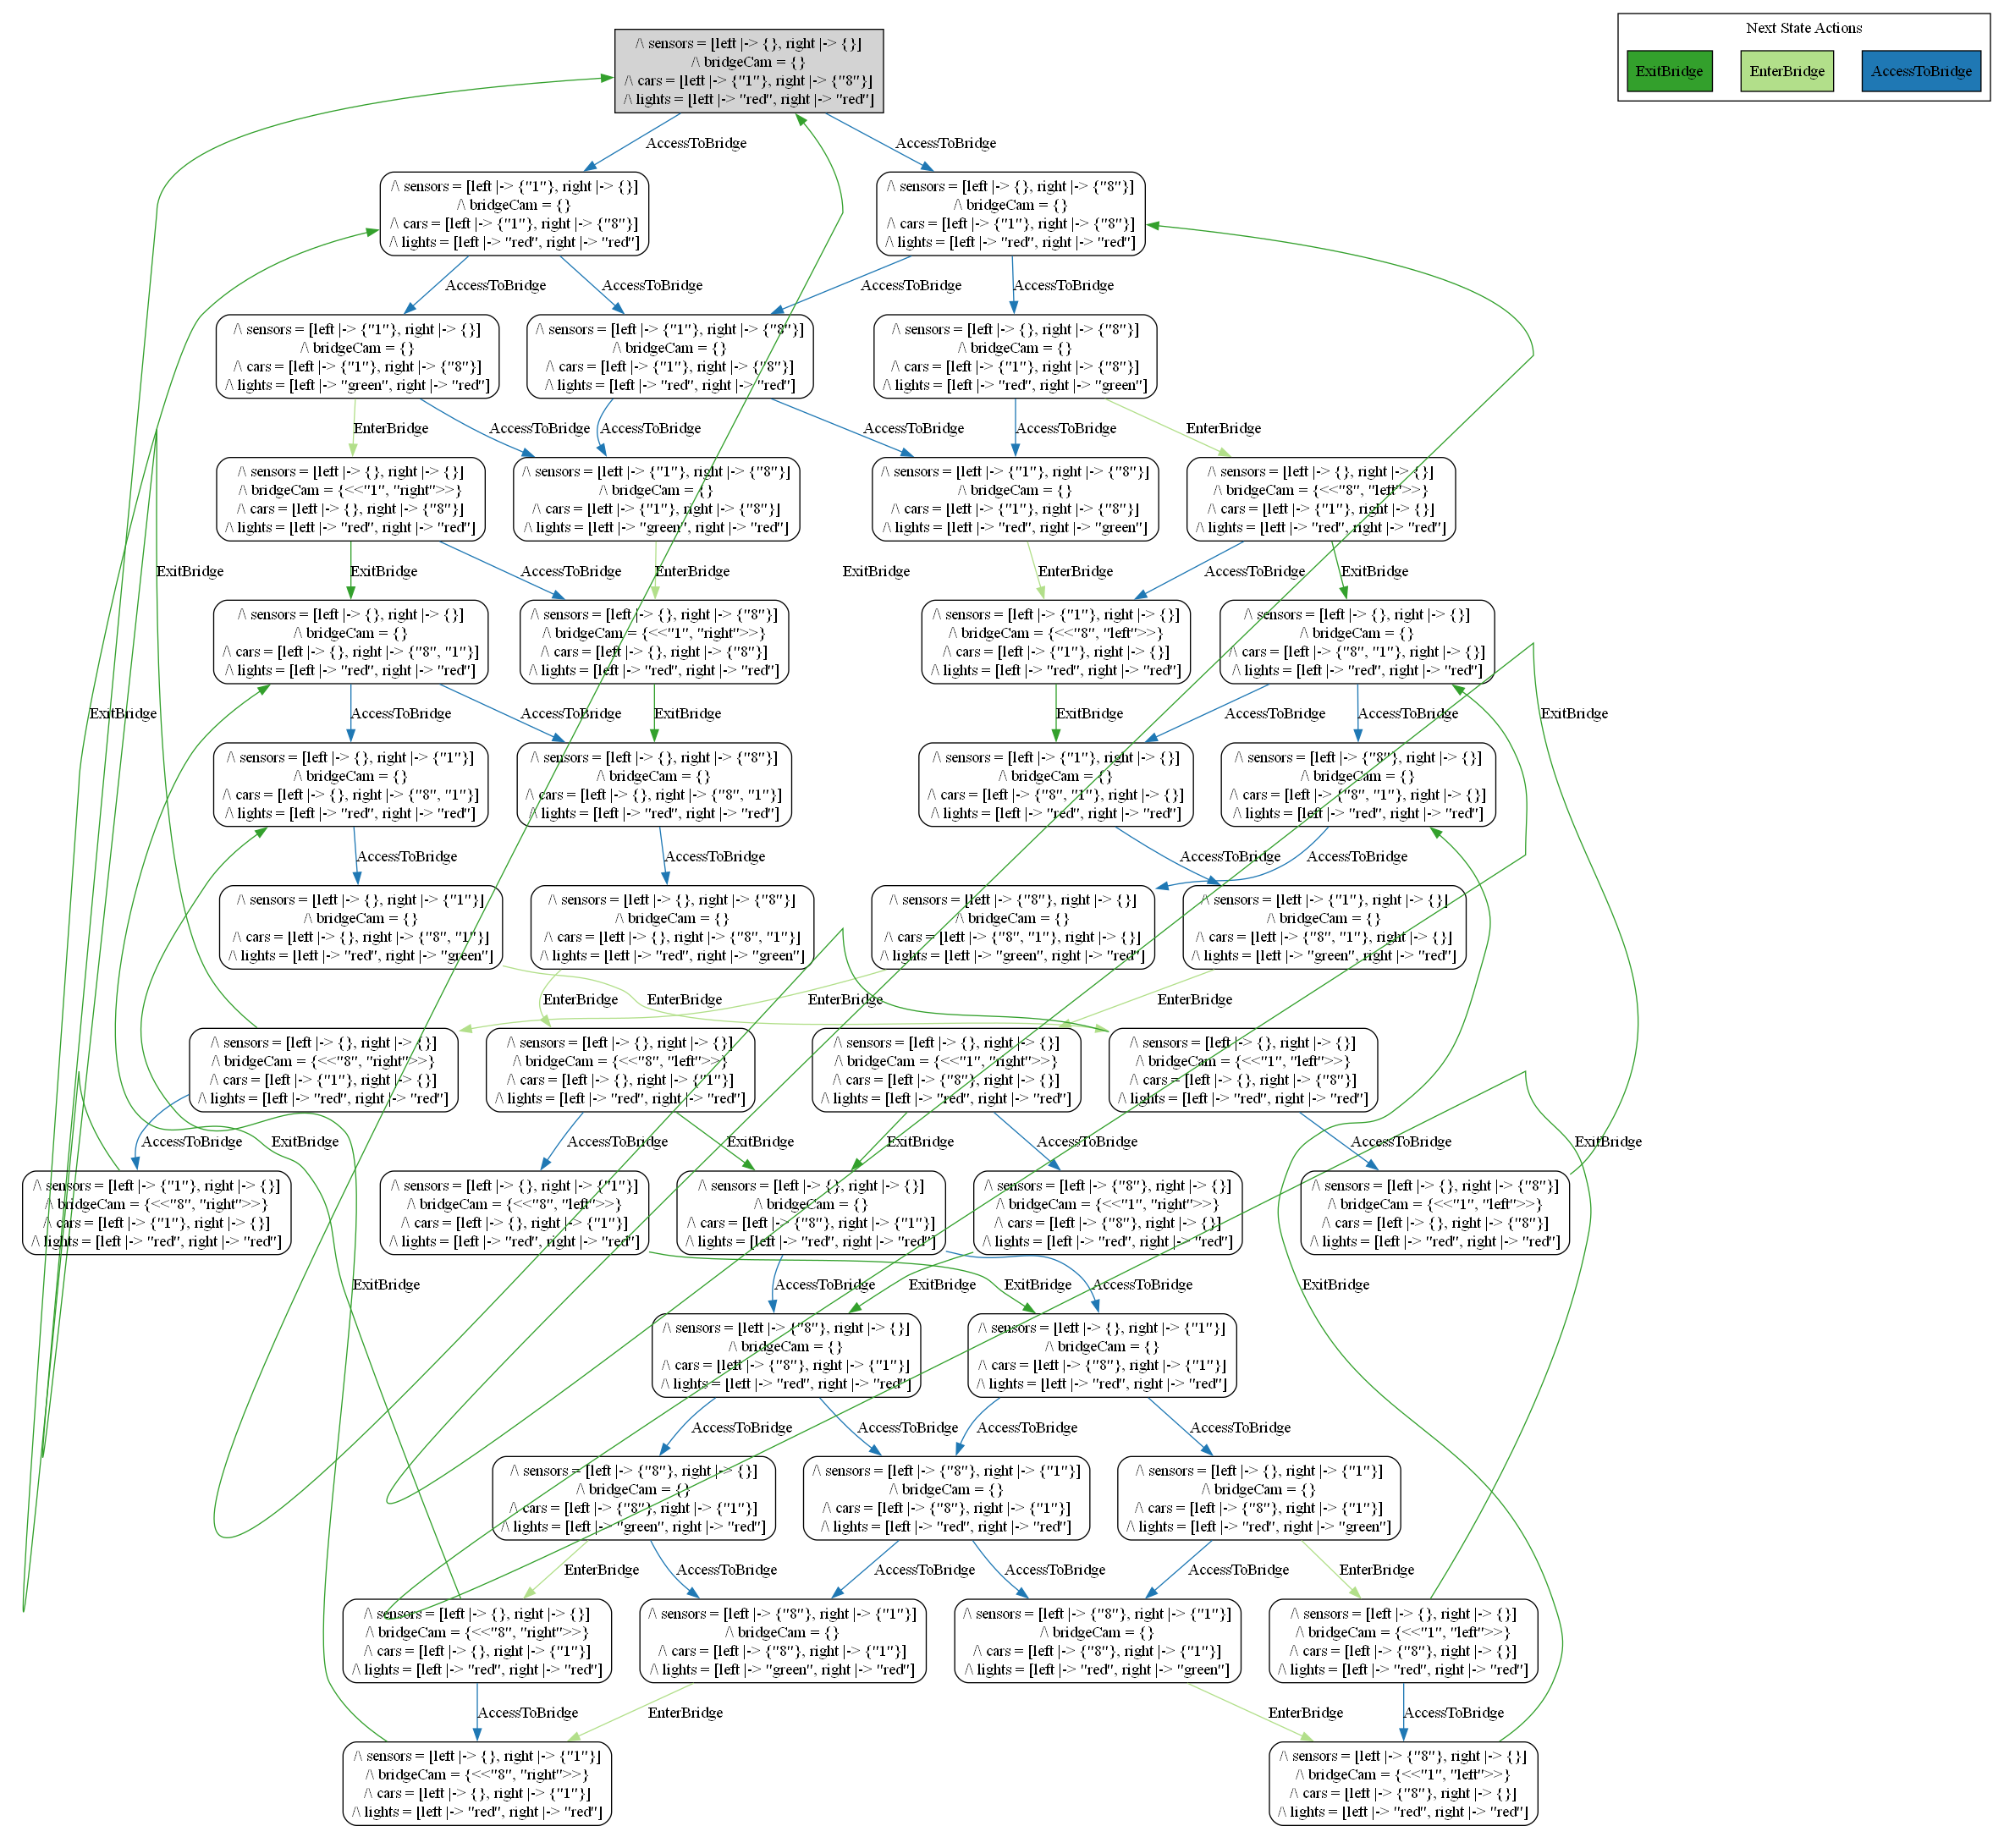 Next State Actions
ExitBridge
EnterBridge
AccessToBridge
/\ sensors = [left |-> {}, right |-> {}]
/\ bridgeCam = {}
/\ cars = [left |-> {"1"}, right |-> {"8"}]
/\ lights = [left |-> "red", right |-> "red"]
AccessToBridge
AccessToBridge
/\ sensors = [left |-> {"1"}, right |-> {}]
/\ bridgeCam = {}
/\ cars = [left |-> {"1"}, right |-> {"8"}]
/\ lights = [left |-> "red", right |-> "red"]
/\ sensors = [left |-> {}, right |-> {"8"}]
/\ bridgeCam = {}
/\ cars = [left |-> {"1"}, right |-> {"8"}]
/\ lights = [left |-> "red", right |-> "red"]
AccessToBridge
AccessToBridge
AccessToBridge
AccessToBridge
/\ sensors = [left |-> {"1"}, right |-> {}]
/\ bridgeCam = {}
/\ cars = [left |-> {"1"}, right |-> {"8"}]
/\ lights = [left |-> "green", right |-> "red"]
/\ sensors = [left |-> {"1"}, right |-> {"8"}]
/\ bridgeCam = {}
/\ cars = [left |-> {"1"}, right |-> {"8"}]
/\ lights = [left |-> "red", right |-> "red"]
/\ sensors = [left |-> {}, right |-> {"8"}]
/\ bridgeCam = {}
/\ cars = [left |-> {"1"}, right |-> {"8"}]
/\ lights = [left |-> "red", right |-> "green"]
EnterBridge
AccessToBridge
AccessToBridge
AccessToBridge
AccessToBridge
EnterBridge
/\ sensors = [left |-> {}, right |-> {}]
/\ bridgeCam = {<<"1", "right">>}
/\ cars = [left |-> {}, right |-> {"8"}]
/\ lights = [left |-> "red", right |-> "red"]
/\ sensors = [left |-> {"1"}, right |-> {"8"}]
/\ bridgeCam = {}
/\ cars = [left |-> {"1"}, right |-> {"8"}]
/\ lights = [left |-> "green", right |-> "red"]
/\ sensors = [left |-> {"1"}, right |-> {"8"}]
/\ bridgeCam = {}
/\ cars = [left |-> {"1"}, right |-> {"8"}]
/\ lights = [left |-> "red", right |-> "green"]
/\ sensors = [left |-> {}, right |-> {}]
/\ bridgeCam = {<<"8", "left">>}
/\ cars = [left |-> {"1"}, right |-> {}]
/\ lights = [left |-> "red", right |-> "red"]
ExitBridge
ExitBridge
AccessToBridge
EnterBridge
ExitBridge
EnterBridge
AccessToBridge
ExitBridge
/\ sensors = [left |-> {}, right |-> {}]
/\ bridgeCam = {}
/\ cars = [left |-> {}, right |-> {"8", "1"}]
/\ lights = [left |-> "red", right |-> "red"]
/\ sensors = [left |-> {}, right |-> {"8"}]
/\ bridgeCam = {<<"1", "right">>}
/\ cars = [left |-> {}, right |-> {"8"}]
/\ lights = [left |-> "red", right |-> "red"]
/\ sensors = [left |-> {"1"}, right |-> {}]
/\ bridgeCam = {<<"8", "left">>}
/\ cars = [left |-> {"1"}, right |-> {}]
/\ lights = [left |-> "red", right |-> "red"]
/\ sensors = [left |-> {}, right |-> {}]
/\ bridgeCam = {}
/\ cars = [left |-> {"8", "1"}, right |-> {}]
/\ lights = [left |-> "red", right |-> "red"]
ExitBridge
AccessToBridge
AccessToBridge
ExitBridge
ExitBridge
AccessToBridge
AccessToBridge
ExitBridge
/\ sensors = [left |-> {}, right |-> {"1"}]
/\ bridgeCam = {}
/\ cars = [left |-> {}, right |-> {"8", "1"}]
/\ lights = [left |-> "red", right |-> "red"]
/\ sensors = [left |-> {}, right |-> {"8"}]
/\ bridgeCam = {}
/\ cars = [left |-> {}, right |-> {"8", "1"}]
/\ lights = [left |-> "red", right |-> "red"]
/\ sensors = [left |-> {"1"}, right |-> {}]
/\ bridgeCam = {}
/\ cars = [left |-> {"8", "1"}, right |-> {}]
/\ lights = [left |-> "red", right |-> "red"]
/\ sensors = [left |-> {"8"}, right |-> {}]
/\ bridgeCam = {}
/\ cars = [left |-> {"8", "1"}, right |-> {}]
/\ lights = [left |-> "red", right |-> "red"]
AccessToBridge
AccessToBridge
AccessToBridge
AccessToBridge
/\ sensors = [left |-> {}, right |-> {"1"}]
/\ bridgeCam = {}
/\ cars = [left |-> {}, right |-> {"8", "1"}]
/\ lights = [left |-> "red", right |-> "green"]
/\ sensors = [left |-> {}, right |-> {"8"}]
/\ bridgeCam = {}
/\ cars = [left |-> {}, right |-> {"8", "1"}]
/\ lights = [left |-> "red", right |-> "green"]
/\ sensors = [left |-> {"8"}, right |-> {}]
/\ bridgeCam = {}
/\ cars = [left |-> {"8", "1"}, right |-> {}]
/\ lights = [left |-> "green", right |-> "red"]
/\ sensors = [left |-> {"1"}, right |-> {}]
/\ bridgeCam = {}
/\ cars = [left |-> {"8", "1"}, right |-> {}]
/\ lights = [left |-> "green", right |-> "red"]
EnterBridge
EnterBridge
EnterBridge
EnterBridge
/\ sensors = [left |-> {}, right |-> {}]
/\ bridgeCam = {<<"8", "right">>}
/\ cars = [left |-> {"1"}, right |-> {}]
/\ lights = [left |-> "red", right |-> "red"]
/\ sensors = [left |-> {}, right |-> {}]
/\ bridgeCam = {<<"8", "left">>}
/\ cars = [left |-> {}, right |-> {"1"}]
/\ lights = [left |-> "red", right |-> "red"]
/\ sensors = [left |-> {}, right |-> {}]
/\ bridgeCam = {<<"1", "right">>}
/\ cars = [left |-> {"8"}, right |-> {}]
/\ lights = [left |-> "red", right |-> "red"]
/\ sensors = [left |-> {}, right |-> {}]
/\ bridgeCam = {<<"1", "left">>}
/\ cars = [left |-> {}, right |-> {"8"}]
/\ lights = [left |-> "red", right |-> "red"]
AccessToBridge
ExitBridge
AccessToBridge
ExitBridge
ExitBridge
AccessToBridge
AccessToBridge
ExitBridge
/\ sensors = [left |-> {"1"}, right |-> {}]
/\ bridgeCam = {<<"8", "right">>}
/\ cars = [left |-> {"1"}, right |-> {}]
/\ lights = [left |-> "red", right |-> "red"]
/\ sensors = [left |-> {}, right |-> {"1"}]
/\ bridgeCam = {<<"8", "left">>}
/\ cars = [left |-> {}, right |-> {"1"}]
/\ lights = [left |-> "red", right |-> "red"]
/\ sensors = [left |-> {}, right |-> {}]
/\ bridgeCam = {}
/\ cars = [left |-> {"8"}, right |-> {"1"}]
/\ lights = [left |-> "red", right |-> "red"]
/\ sensors = [left |-> {"8"}, right |-> {}]
/\ bridgeCam = {<<"1", "right">>}
/\ cars = [left |-> {"8"}, right |-> {}]
/\ lights = [left |-> "red", right |-> "red"]
/\ sensors = [left |-> {}, right |-> {"8"}]
/\ bridgeCam = {<<"1", "left">>}
/\ cars = [left |-> {}, right |-> {"8"}]
/\ lights = [left |-> "red", right |-> "red"]
ExitBridge
AccessToBridge
ExitBridge
ExitBridge
AccessToBridge
ExitBridge
/\ sensors = [left |-> {"8"}, right |-> {}]
/\ bridgeCam = {}
/\ cars = [left |-> {"8"}, right |-> {"1"}]
/\ lights = [left |-> "red", right |-> "red"]
/\ sensors = [left |-> {}, right |-> {"1"}]
/\ bridgeCam = {}
/\ cars = [left |-> {"8"}, right |-> {"1"}]
/\ lights = [left |-> "red", right |-> "red"]
AccessToBridge
AccessToBridge
AccessToBridge
AccessToBridge
/\ sensors = [left |-> {"8"}, right |-> {}]
/\ bridgeCam = {}
/\ cars = [left |-> {"8"}, right |-> {"1"}]
/\ lights = [left |-> "green", right |-> "red"]
/\ sensors = [left |-> {"8"}, right |-> {"1"}]
/\ bridgeCam = {}
/\ cars = [left |-> {"8"}, right |-> {"1"}]
/\ lights = [left |-> "red", right |-> "red"]
/\ sensors = [left |-> {}, right |-> {"1"}]
/\ bridgeCam = {}
/\ cars = [left |-> {"8"}, right |-> {"1"}]
/\ lights = [left |-> "red", right |-> "green"]
EnterBridge
AccessToBridge
AccessToBridge
AccessToBridge
AccessToBridge
EnterBridge
/\ sensors = [left |-> {}, right |-> {}]
/\ bridgeCam = {<<"8", "right">>}
/\ cars = [left |-> {}, right |-> {"1"}]
/\ lights = [left |-> "red", right |-> "red"]
/\ sensors = [left |-> {"8"}, right |-> {"1"}]
/\ bridgeCam = {}
/\ cars = [left |-> {"8"}, right |-> {"1"}]
/\ lights = [left |-> "green", right |-> "red"]
/\ sensors = [left |-> {"8"}, right |-> {"1"}]
/\ bridgeCam = {}
/\ cars = [left |-> {"8"}, right |-> {"1"}]
/\ lights = [left |-> "red", right |-> "green"]
/\ sensors = [left |-> {}, right |-> {}]
/\ bridgeCam = {<<"1", "left">>}
/\ cars = [left |-> {"8"}, right |-> {}]
/\ lights = [left |-> "red", right |-> "red"]
AccessToBridge
EnterBridge
EnterBridge
AccessToBridge
/\ sensors = [left |-> {}, right |-> {"1"}]
/\ bridgeCam = {<<"8", "right">>}
/\ cars = [left |-> {}, right |-> {"1"}]
/\ lights = [left |-> "red", right |-> "red"]
/\ sensors = [left |-> {"8"}, right |-> {}]
/\ bridgeCam = {<<"1", "left">>}
/\ cars = [left |-> {"8"}, right |-> {}]
/\ lights = [left |-> "red", right |-> "red"]